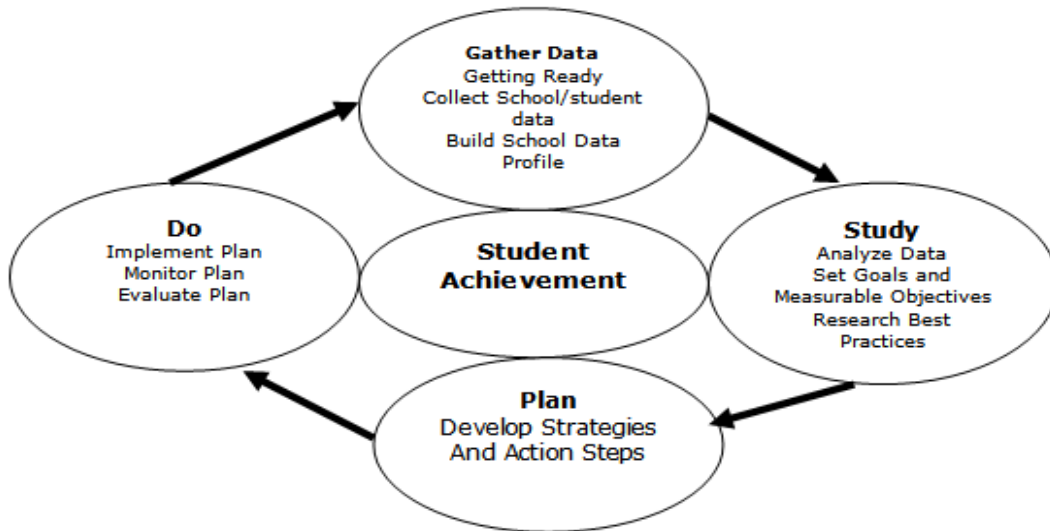 Gather Data
Getting Ready
Collect School/student
data
Build School Data
Profile
Do
Implement Plan
Monitor Plan
Evaluate Plan
Student
Achievement
Study
Analyze Data
Set Goals and
Measurable Objectives
Research Best
Practices
Plan
Develop Strategies
And Action Steps